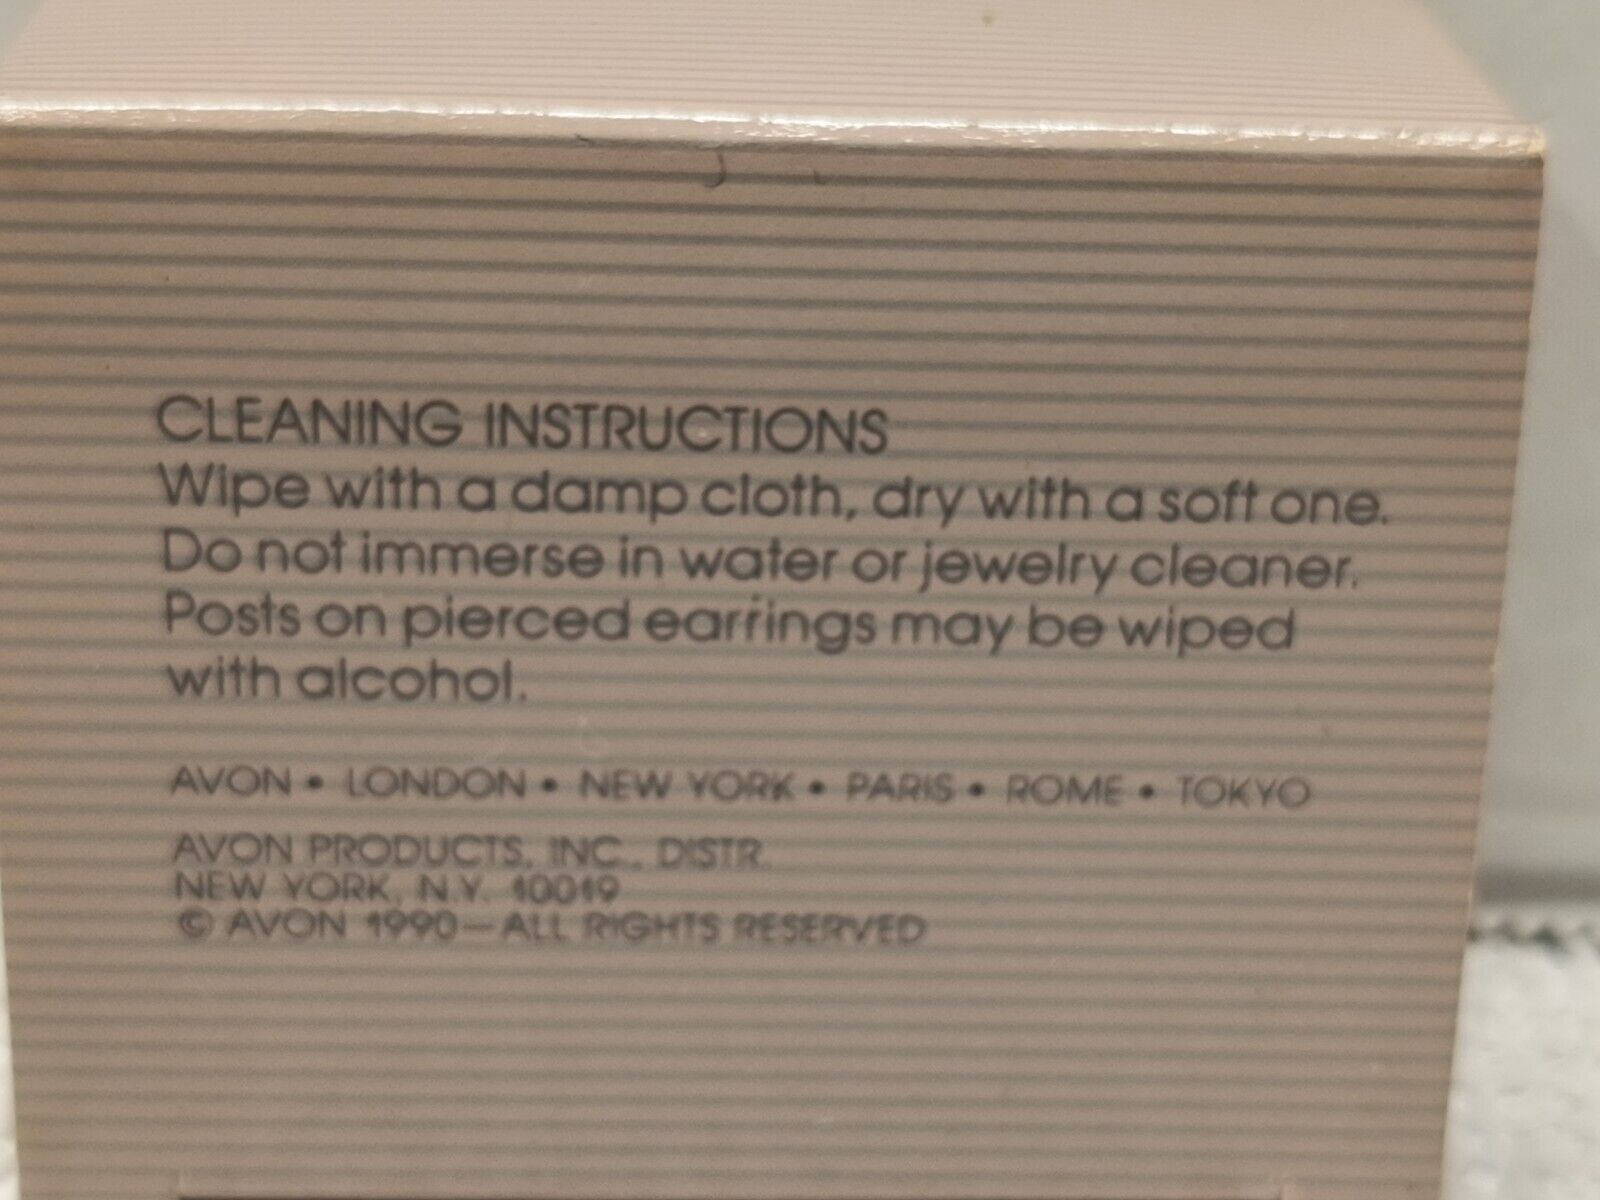 CLEANING INSTRUCTIONS
Wipe with a damp cloth, dry with a soft one.
Do not immerse in water or jewelry cleaner.
Posts on pierced earrings may be wiped
with alcohol.
AVON • LONDON • NEW YORK • PARIS • ROME • TOKYO
AVON PRODUCTS, INC., DISTR.
NEW YORK, N.Y. 10019
© AVON 1990—ALL RIGHTS RESERVED